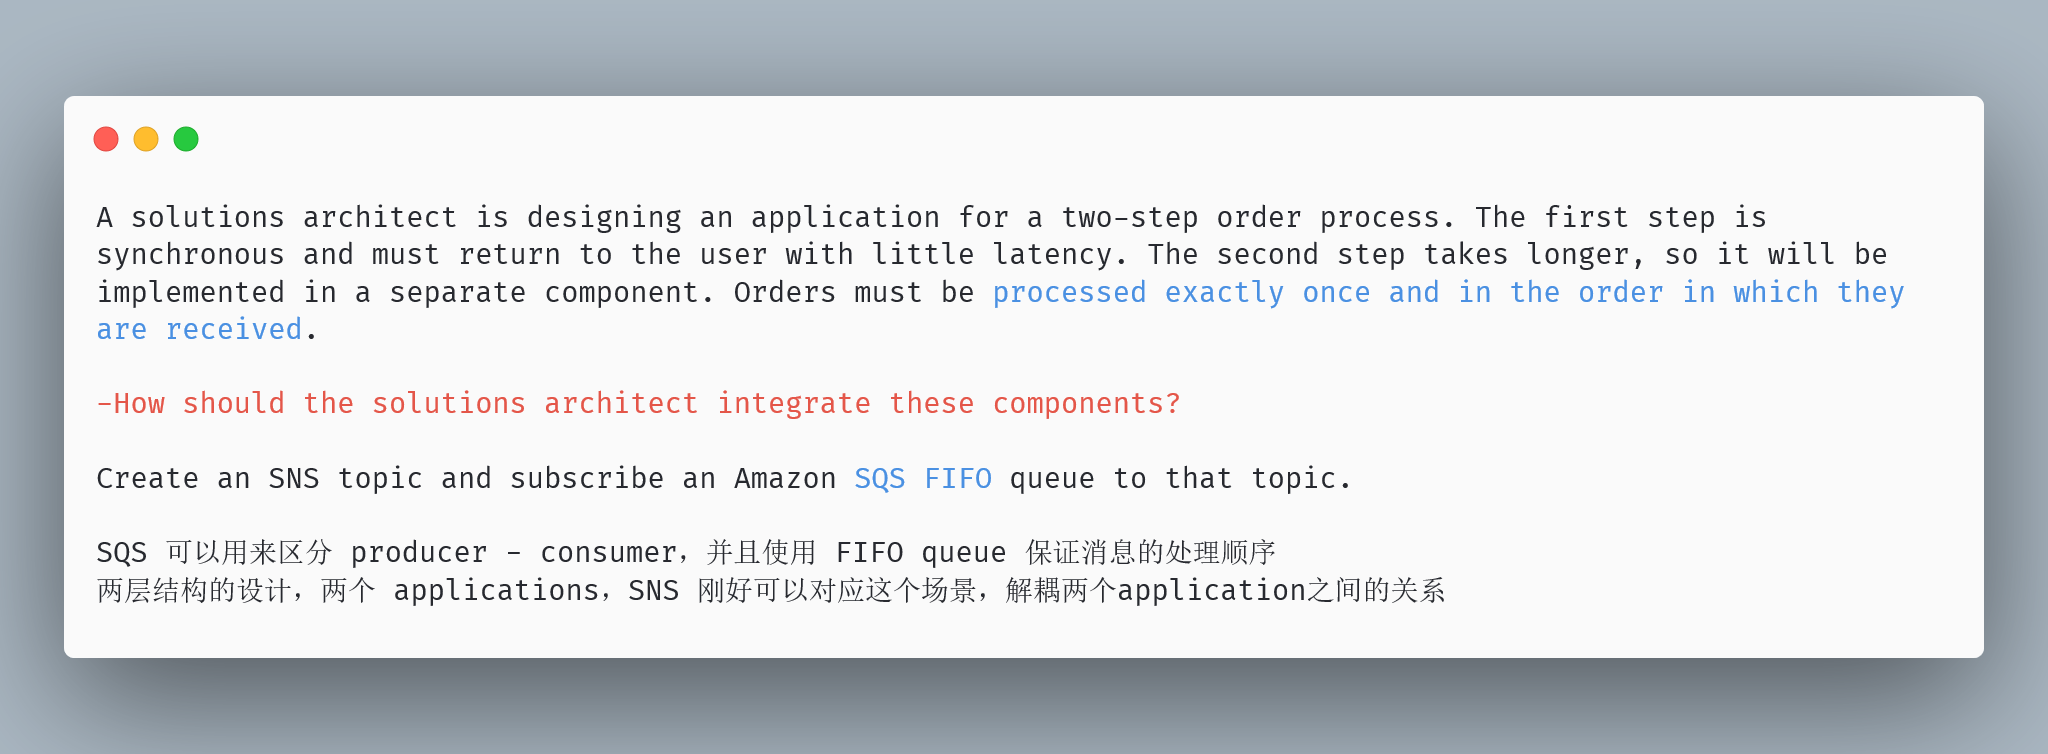 A solutions architect is designing an application for a two-step order process. The first step is
synchronous and must return to the user with little latency. The second step takes longer, so it will be
implemented in a separate component. Orders must be processed exactly once and in the order in which they
are received.
-How should the solutions architect integrate these components?
Create an SNS topic and subscribe an Amazon SQS FIFO queue to that topic.
SQS 可以用来区分 producer - consumer，并且使用 FIFO queue 保证消息的处理顺序
两层结构的设计，两个 applications，SNS 刚好可以对应这个场景，解耦两个application之间的关系